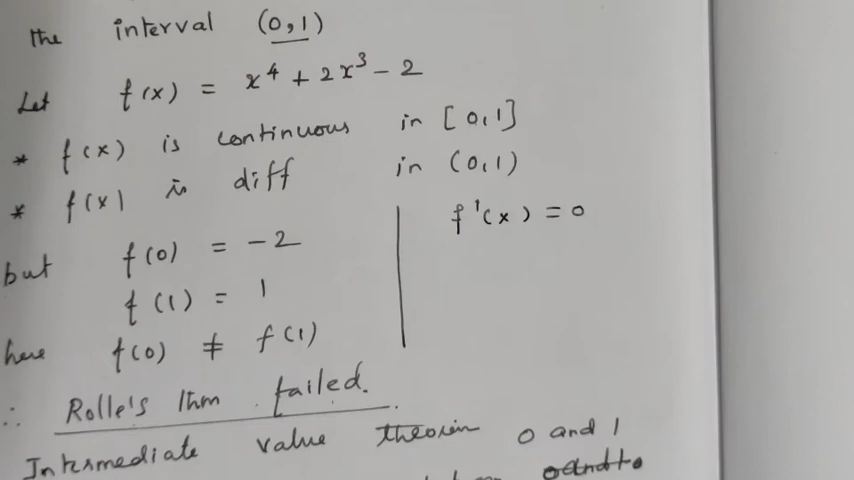 the interval (0,1)
Let f(x) = x⁴ + 2x³ - 2
* f(x) is continuous in [0,1]
* f(x) is diff in (0,1)
f'(x) = 0
but f(0) = -2
f(1) = 1
here f(0) ≠ f(1)
∴ Rolle's thm failed.
Intermediate value theorem 0 and 1